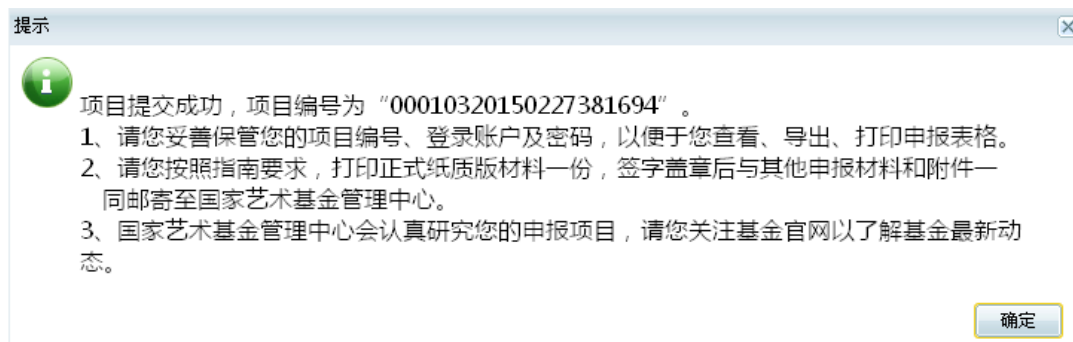 提示
项目提交成功，项目编号为“00010320150227381694”。
1、请您妥善保管您的项目编号、登录账户及密码，以便于您查看、导出、打印申报表格。
2、请您按照指南要求，打印正式纸质版材料一份，签字盖章后与其他申报材料和附件一
同邮寄至国家艺术基金管理中心。
3、国家艺术基金管理中心会认真研究您的申报项目，请您关注基金官网以了解基金最新动
态。
确定